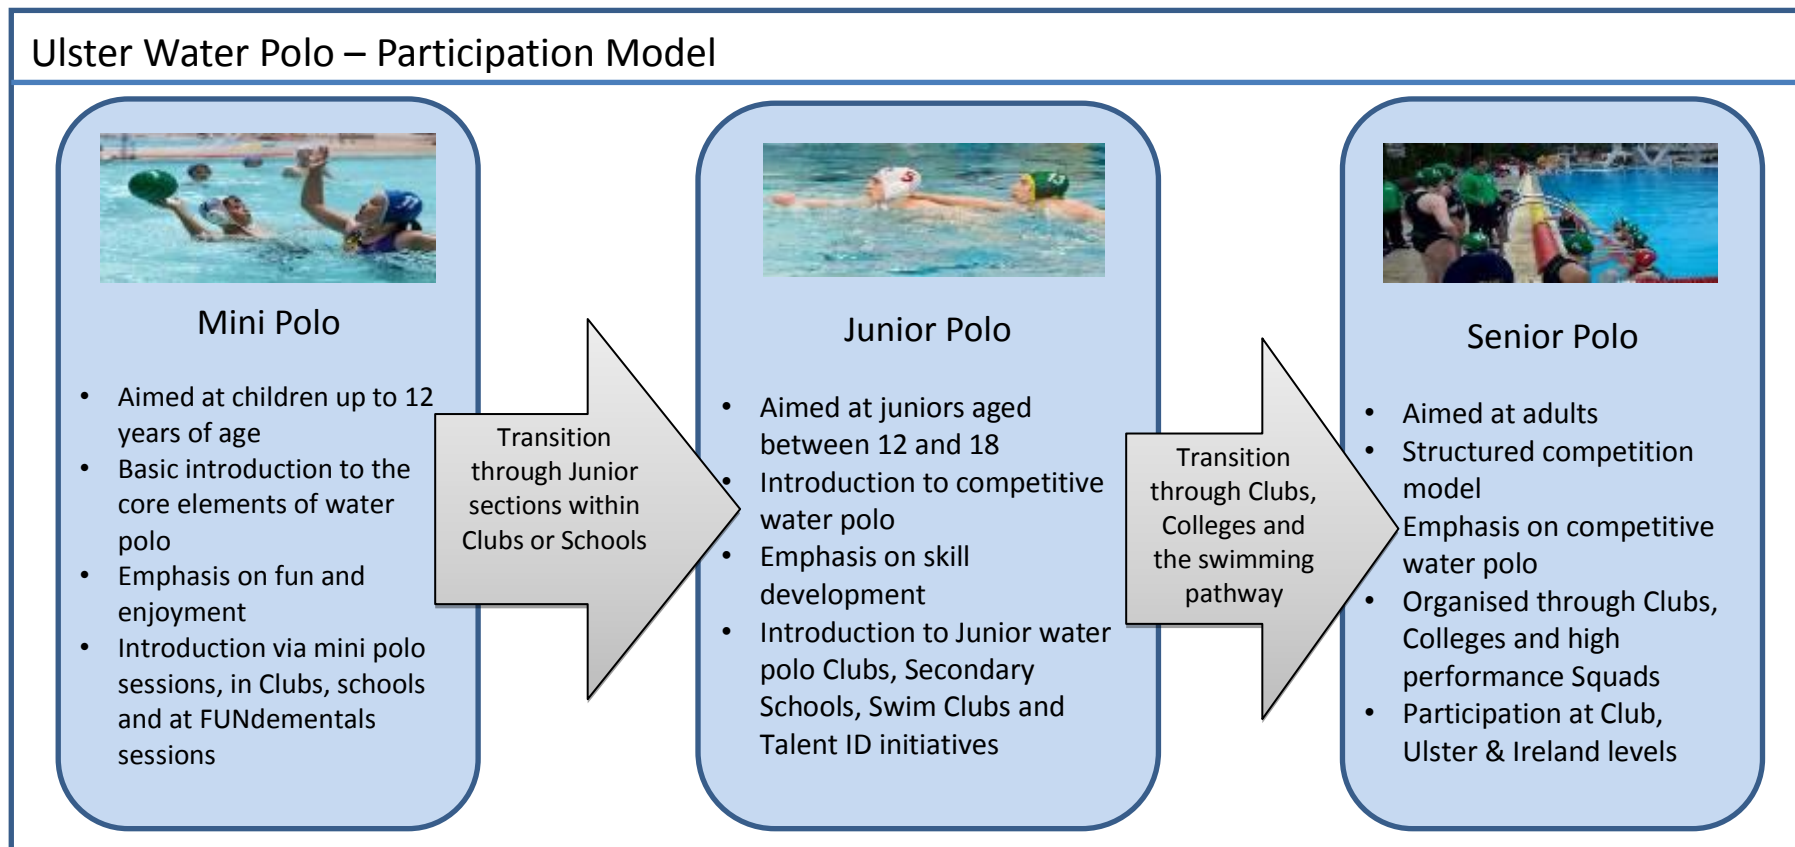 Ulster Water Polo – Participation Model
Mini Polo
• Aimed at children up to 12
years of age
• Basic introduction to the
core elements of water
polo
• Emphasis on fun and
enjoyment
• Introduction via mini polo
sessions, in Clubs, schools
and at FUNdementals
sessions
Transition
through Junior
sections within
Clubs or Schools
Junior Polo
• Aimed at juniors aged
between 12 and 18
• Introduction to competitive
water polo
• Emphasis on skill
development
• Introduction to Junior water
polo Clubs, Secondary
Schools, Swim Clubs and
Talent ID initiatives
Transition
through Clubs,
Colleges and
the swimming
pathway
Senior Polo
• Aimed at adults
• Structured competition
model
Emphasis on competitive
water polo
• Organised through Clubs,
Colleges and high
performance Squads
• Participation at Club,
Ulster & Ireland levels